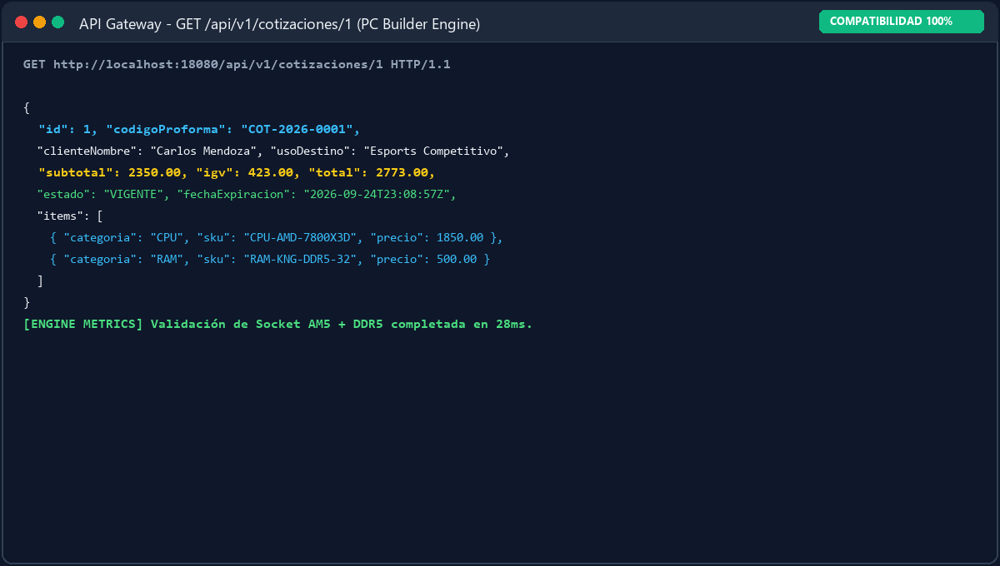 API Gateway - GET /api/v1/cotizaciones/1 (PC Builder Engine)
COMPATIBILIDAD 100%
GET http://localhost:18080/api/v1/cotizaciones/1 HTTP/1.1
{
"id": 1, "codigoProforma": "COT-2026-0001",
"clienteNombre": "Carlos Mendoza", "usoDestino": "Esports Competitivo",
"subtotal": 2350.00, "igv": 423.00, "total": 2773.00,
"estado": "VIGENTE", "fechaExpiracion": "2026-09-24T23:08:57Z",
"items": [
{ "categoria": "CPU", "sku": "CPU-AMD-7800X3D", "precio": 1850.00 },
{ "categoria": "RAM", "sku": "RAM-KNG-DDR5-32", "precio": 500.00 }
]
}
[ENGINE METRICS] Validación de Socket AM5 + DDR5 completada en 28ms.